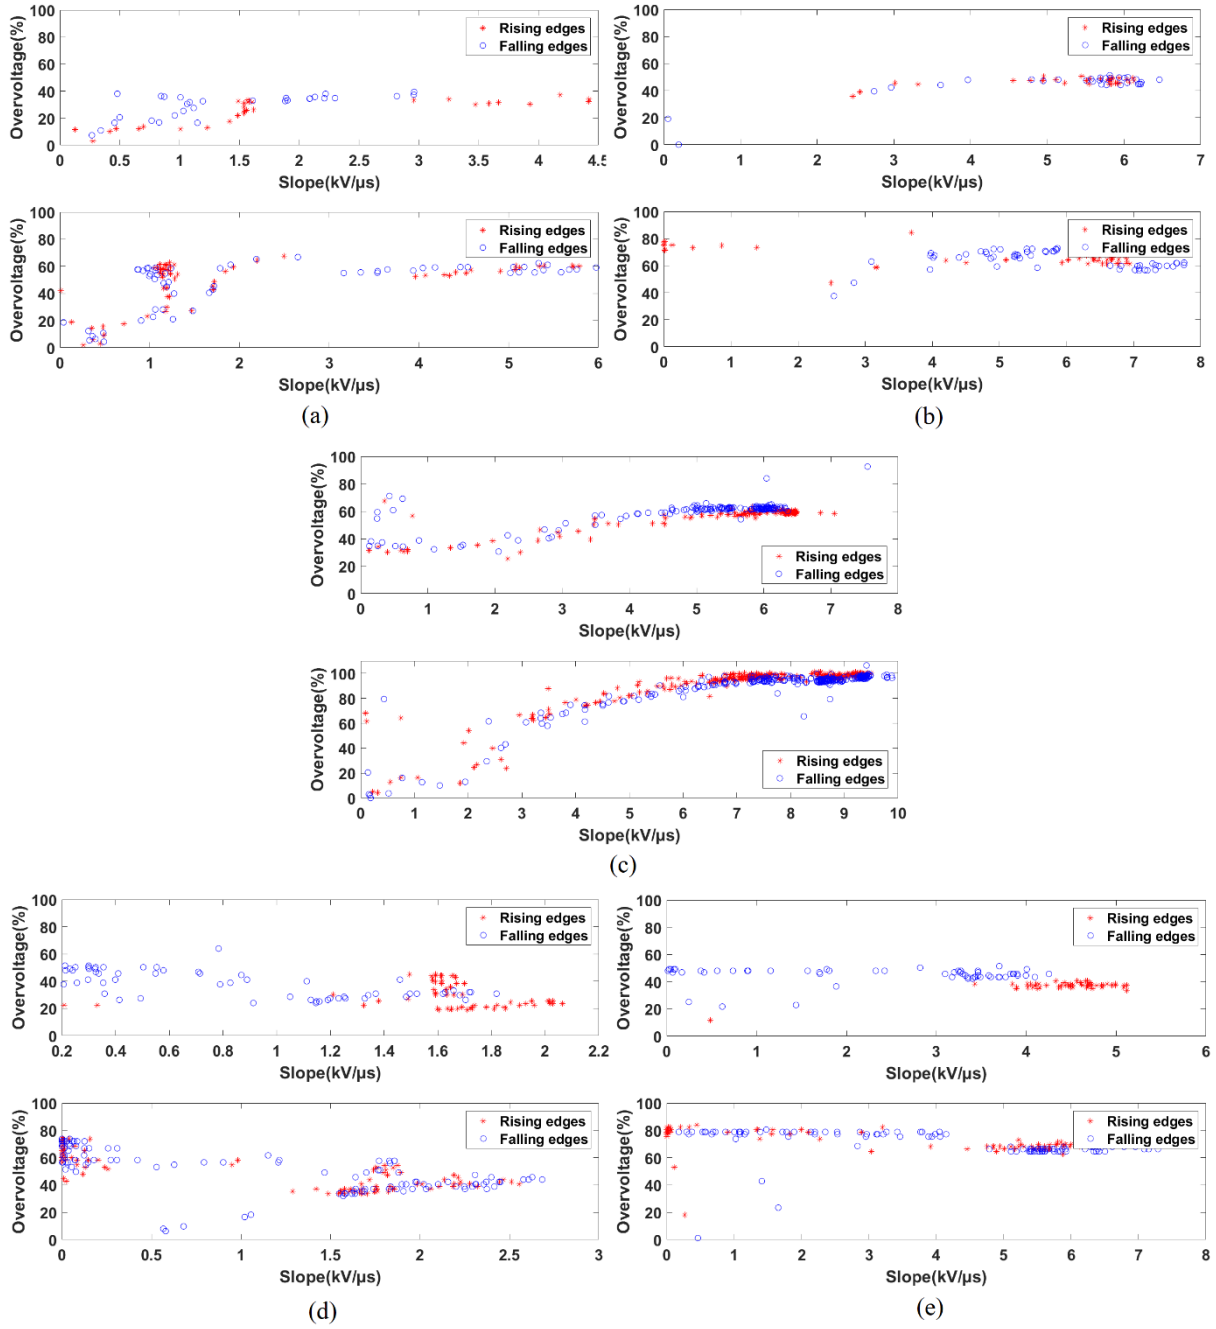 100
80
60
40
20
0
Overvoltage(%)
Rising edges
Falling edges
0 0.5 1 1.5 2 2.5 3 3.5 4 4.5
Slope(kV/µs)
100
80
60
40
20
0
Overvoltage(%)
Rising edges
Falling edges
0 1 2 3 4 5 6 7
Slope(kV/µs)
100
80
60
40
20
0
Overvoltage(%)
Rising edges
Falling edges
0 1 2 3 4 5 6
Slope(kV/µs)
(a)
100
80
60
40
20
0
Overvoltage(%)
Rising edges
Falling edges
0 1 2 3 4 5 6 7 8
Slope(kV/µs)
(b)
100
80
60
40
20
0
Overvoltage(%)
Rising edges
Falling edges
0 1 2 3 4 5 6 7 8
Slope(kV/µs)
100
80
60
40
20
0
Overvoltage(%)
Rising edges
Falling edges
0 1 2 3 4 5 6 7 8 9 10
Slope(kV/µs)
(c)
100
80
60
40
20
0
Overvoltage(%)
Rising edges
Falling edges
0.2 0.4 0.6 0.8 1 1.2 1.4 1.6 1.8 2 2.2
Slope(kV/µs)
100
80
60
40
20
0
Overvoltage(%)
Rising edges
Falling edges
0 1 2 3 4 5 6
Slope(kV/µs)
100
80
60
40
20
0
Overvoltage(%)
Rising edges
Falling edges
0 0.5 1 1.5 2 2.5 3
Slope(kV/µs)
(d)
100
80
60
40
20
0
Overvoltage(%)
Rising edges
Falling edges
0 1 2 3 4 5 6 7 8
Slope(kV/µs)
(e)